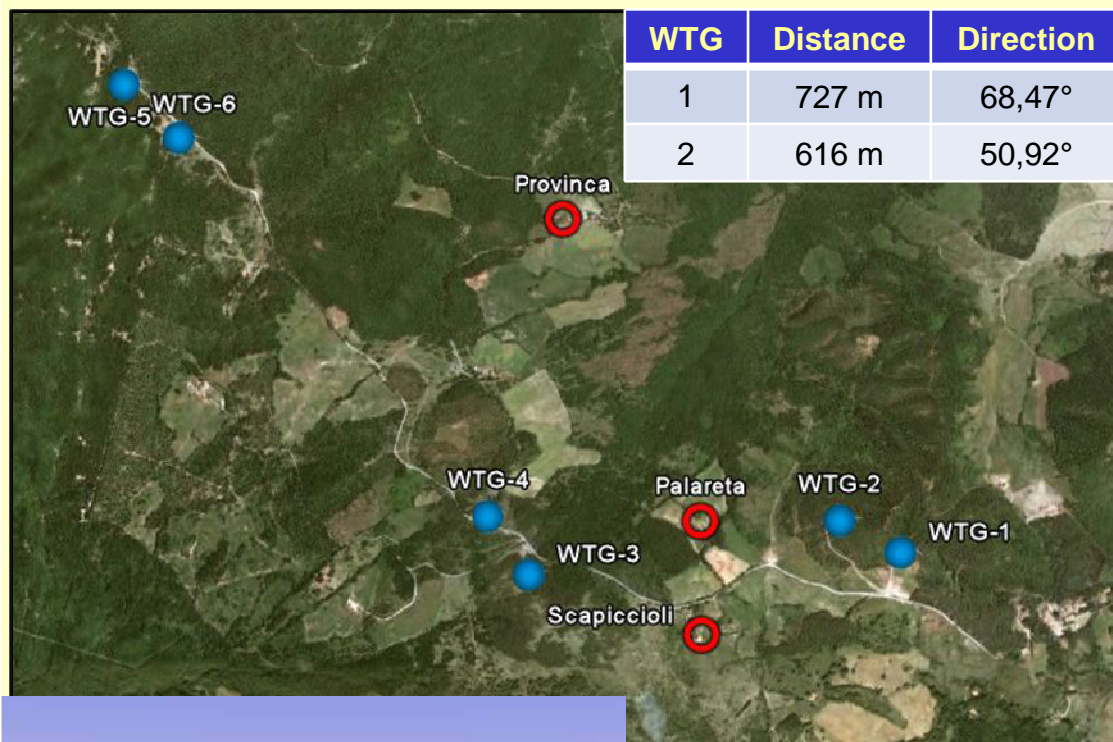 WTG Distance Direction
1 727 m 68,47°
2 616 m 50,92°
WTG-5 WTG-6
Provinca
WTG-4
Palareta
WTG-2
WTG-3
WTG-1
Scapiccioli